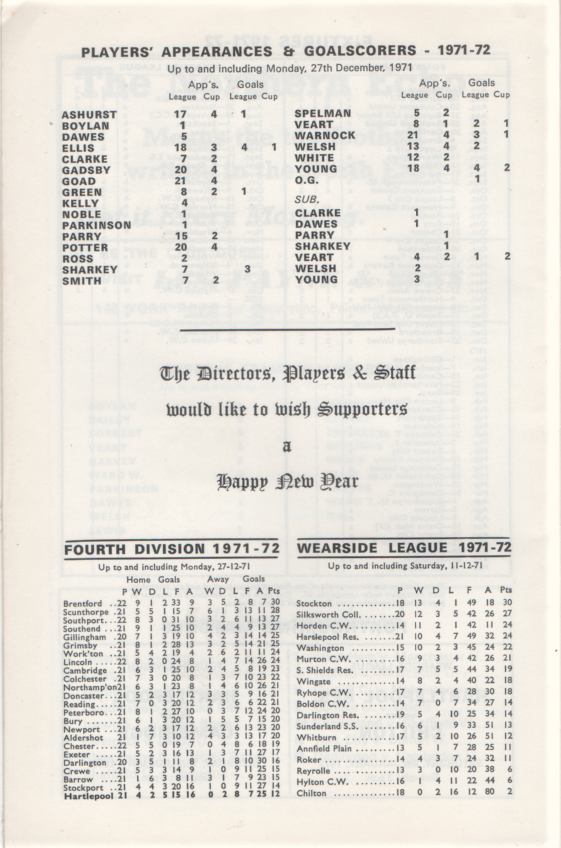 PLAYERS' APPEARANCES & GOALSCORERS - 1971-72
Up to and including Monday, 27th December, 1971
App's. Goals
League Cup League Cup
ASHURST 17 4 1
BOYLAN 1
DAWES 5
ELLIS 18 3 4 1
CLARKE 7 2
GADSBY 20 4
GOAD 21 4
GREEN 8 2 1
KELLY 4
NOBLE 1
PARKINSON 1
PARRY 15 2
POTTER 20 4
ROSS 2
SHARKEY 7 3
SMITH 7 2
App's. Goals
League Cup League Cup
SPELMAN 5 2
VEART 8 1 2 1
WARNOCK 21 4 3 1
WELSH 13 4 2
WHITE 12 2
YOUNG 18 4 4 2
O.G. 1
SUB.
CLARKE 1
DAWES 1
PARRY 1
SHARKEY 1
VEART 4 2 1 2
WELSH 2
YOUNG 3
The Directors, Players & Staff
would like to wish Supporters
a
Happy New Year
FOURTH DIVISION 1971-72
Up to and including Monday, 27-12-71
Home Goals Away Goals
P W D L F A W D L F A Pts
Brentford ..22 9 1 2 33 9 3 5 2 8 7 30
Scunthorpe .21 5 5 1 15 7 6 1 3 13 11 28
Southport...22 8 3 0 31 10 3 2 6 11 13 27
Southend ..21 9 1 1 25 10 2 4 4 9 13 27
Gillingham .20 7 1 3 19 10 4 2 3 14 14 25
Grimsby ..21 8 1 2 28 13 3 2 5 14 21 25
Work'ton ..21 5 4 2 19 4 2 6 2 11 11 24
Lincoln .....22 8 2 0 24 8 1 4 7 14 26 24
Cambridge .21 6 3 1 25 10 2 4 5 8 19 23
Colchester .21 7 3 0 20 8 1 3 7 10 23 22
Northamp'on21 6 3 1 23 8 1 4 6 10 26 21
Doncaster...21 5 2 3 17 12 3 3 5 9 16 21
Reading.....21 7 0 3 20 12 2 3 6 6 22 21
Peterboro...21 8 1 2 27 10 0 3 7 12 24 20
Bury ......21 6 1 3 20 12 1 5 5 7 15 20
Newport ...21 6 2 3 17 12 2 2 6 13 23 20
Aldershot 21 1 7 3 10 12 4 3 3 13 17 20
Chester.....22 5 5 0 19 7 0 4 8 6 18 19
Exeter .....21 5 2 3 16 13 1 3 7 11 27 17
Darlington .20 3 5 1 11 8 2 1 8 10 30 16
Crewe .....21 5 3 3 14 9 1 0 9 11 25 15
Barrow ....21 1 6 3 8 11 3 1 7 9 23 15
Stockport ..21 4 4 3 20 16 1 0 9 11 27 14
Hartlepool 21 4 2 5 15 16 0 2 8 7 25 12
WEARSIDE LEAGUE 1971-72
Up to and including Saturday, 11-12-71
P W D L F A Pts
Stockton ............18 13 4 1 49 18 30
Silksworth Coll. ......20 12 3 5 42 26 27
Horden C.W. .........14 11 2 1 42 11 24
Hartlepool Res. ......21 10 4 7 49 32 24
Washington ..........15 10 2 3 45 24 22
Murton C.W. .........16 9 3 4 42 26 21
S. Shields Res. ......17 7 5 5 44 34 19
Wingate .............14 8 2 4 40 22 18
Ryhope C.W. .........17 7 4 6 28 30 18
Boldon C.W. .........14 7 0 7 34 27 14
Darlington Res. ......19 5 4 10 25 34 14
Sunderland S.S. ......16 6 1 9 33 51 13
Whitburn ............17 5 2 10 26 51 12
Annfield Plain .......13 5 1 7 28 25 11
Roker ...............14 4 3 7 24 32 11
Reyrolle .............13 3 0 10 20 38 6
Hylton C.W. .........16 1 4 11 22 44 6
Chilton ..............18 0 2 16 12 80 2